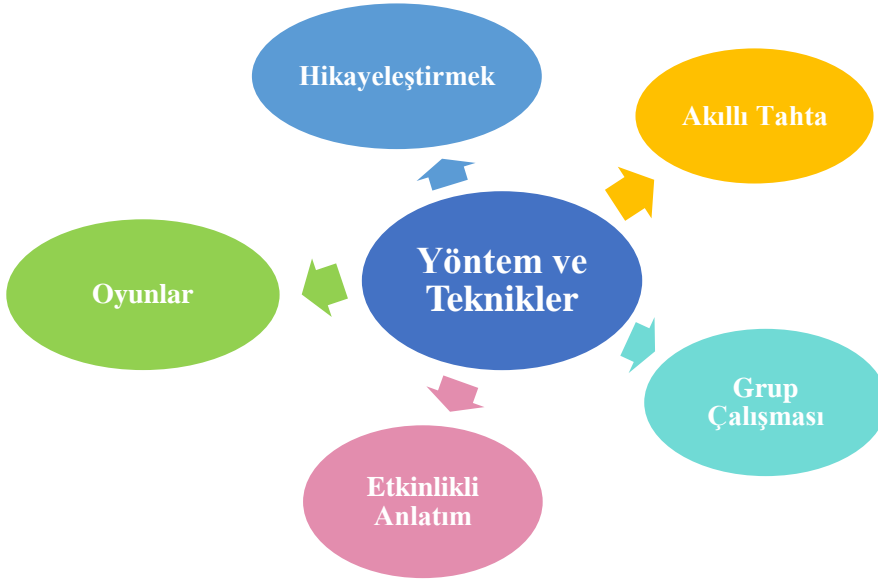 Hikayeleştirmek
Akıllı Tahta
Yöntem ve
Teknikler
Oyunlar
Grup
Çalışması
Etkinlikli
Anlatım